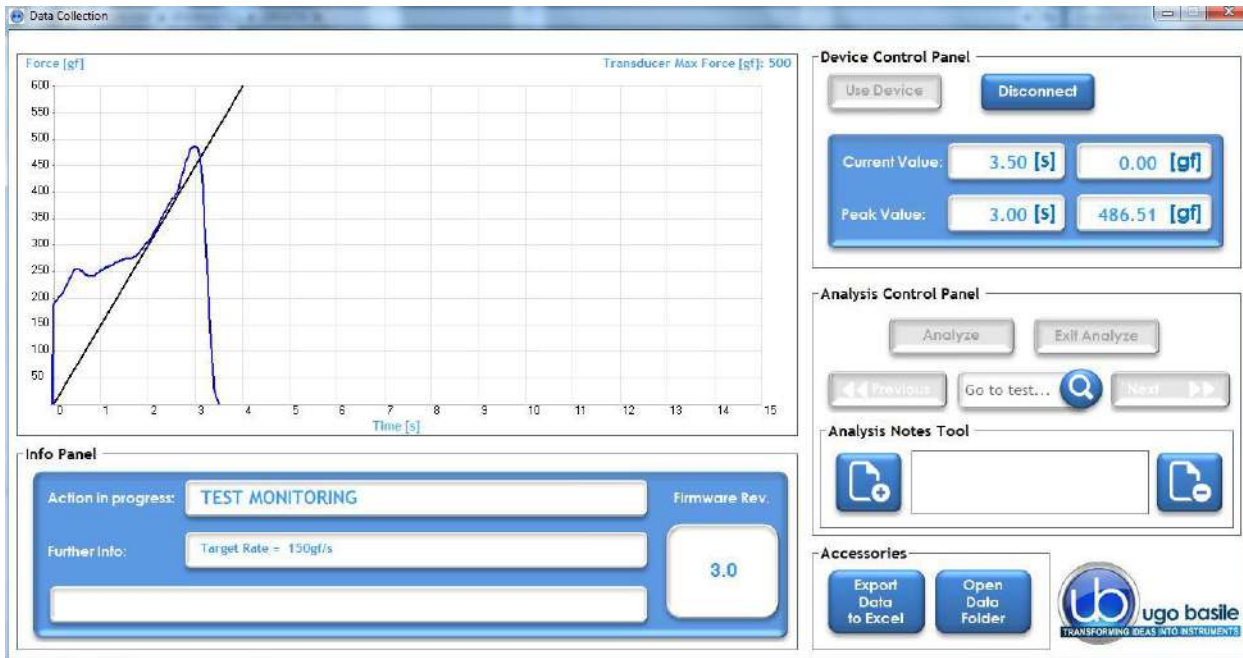 Data Collection
Force [gf]
Transducer Max Force [gf]: 500
600
550
500
450
400
350
300
250
200
150
100
50
0 1 2 3 4 5 6 7 8 9 10 11 12 13 14 15
Time [s]
Info Panel
Action in progress: TEST MONITORING
Firmware Rev.
Further Info: Target Rate = 150gf/s
3.0
Device Control Panel
Use Device Disconnect
Current Value: 3.50 [s] 0.00 [gf]
Peak Value: 3.00 [s] 486.51 [gf]
Analysis Control Panel
Analyze Exit Analyze
Previous Go to test... Next
Analysis Notes Tool
Accessories
Export Data to Excel
Open Data Folder
ub ugo basile
TRANSFORMING IDEAS INTO INSTRUMENTS